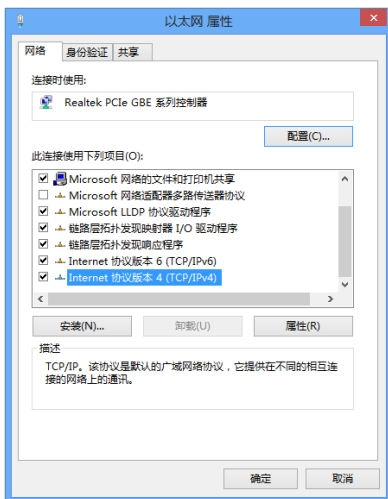 以太网 属性
网络 身份验证 共享
连接时使用:
Realtek PCIe GBE 系列控制器
配置(C)...
此连接使用下列项目(O):
Microsoft 网络的文件和打印机共享
Microsoft 网络适配器多路传送器协议
Microsoft LLDP 协议驱动程序
链路层拓扑发现映射器 I/O 驱动程序
链路层拓扑发现响应程序
Internet 协议版本 6 (TCP/IPv6)
Internet 协议版本 4 (TCP/IPv4)
安装(N)... 卸载(U) 属性(R)
描述
TCP/IP。该协议是默认的广域网络协议，它提供在不同的相互连
接的网络上的通讯。
确定 取消